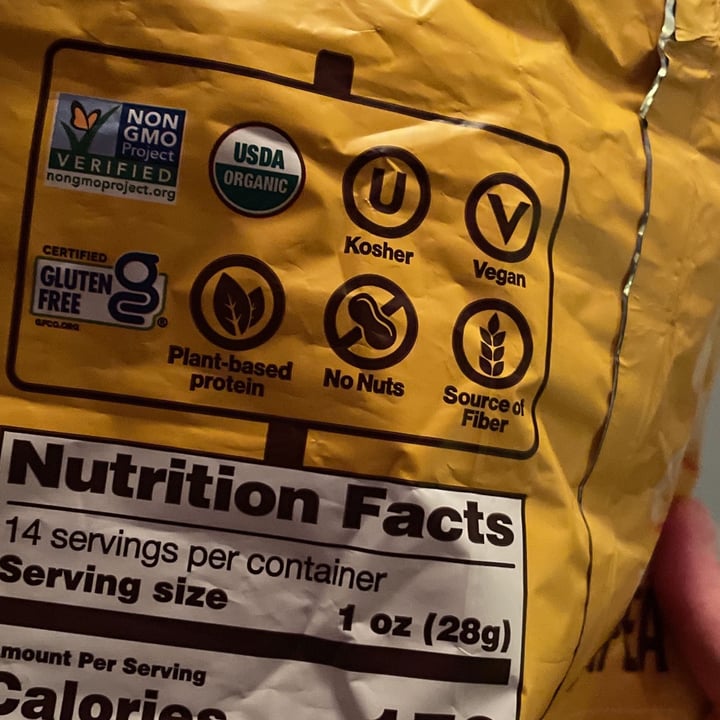 NON
GMO
Project
VERIFIED
nongmoproject.org
USDA
ORGANIC
U
Kosher
V
Vegan
CERTIFIED
GLUTEN
FREE
g
GFCO.ORG
®
Plant-based
protein
No Nuts
Source of
Fiber
Nutrition Facts
14 servings per container
Serving size
1 oz (28g)
mount Per Serving
Calories